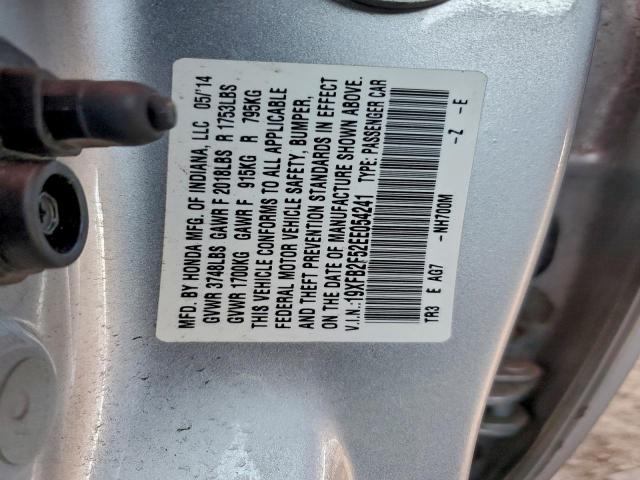 MFD. BY HONDA MFG. OF INDIANA, LLC 05/'14
GVWR 3748LBS GAWR F 2018LBS R 1753LBS
GVWR 1700KG GAWR F 915KG R 795KG
THIS VEHICLE CONFORMS TO ALL APPLICABLE
FEDERAL MOTOR VEHICLE SAFETY, BUMPER,
AND THEFT PREVENTION STANDARDS IN EFFECT
ON THE DATE OF MANUFACTURE SHOWN ABOVE.
V.I.N.:19XFB2F52EE054241 TYPE: PASSENGER CAR
TR3 E AG7 -NH700M -Z -E